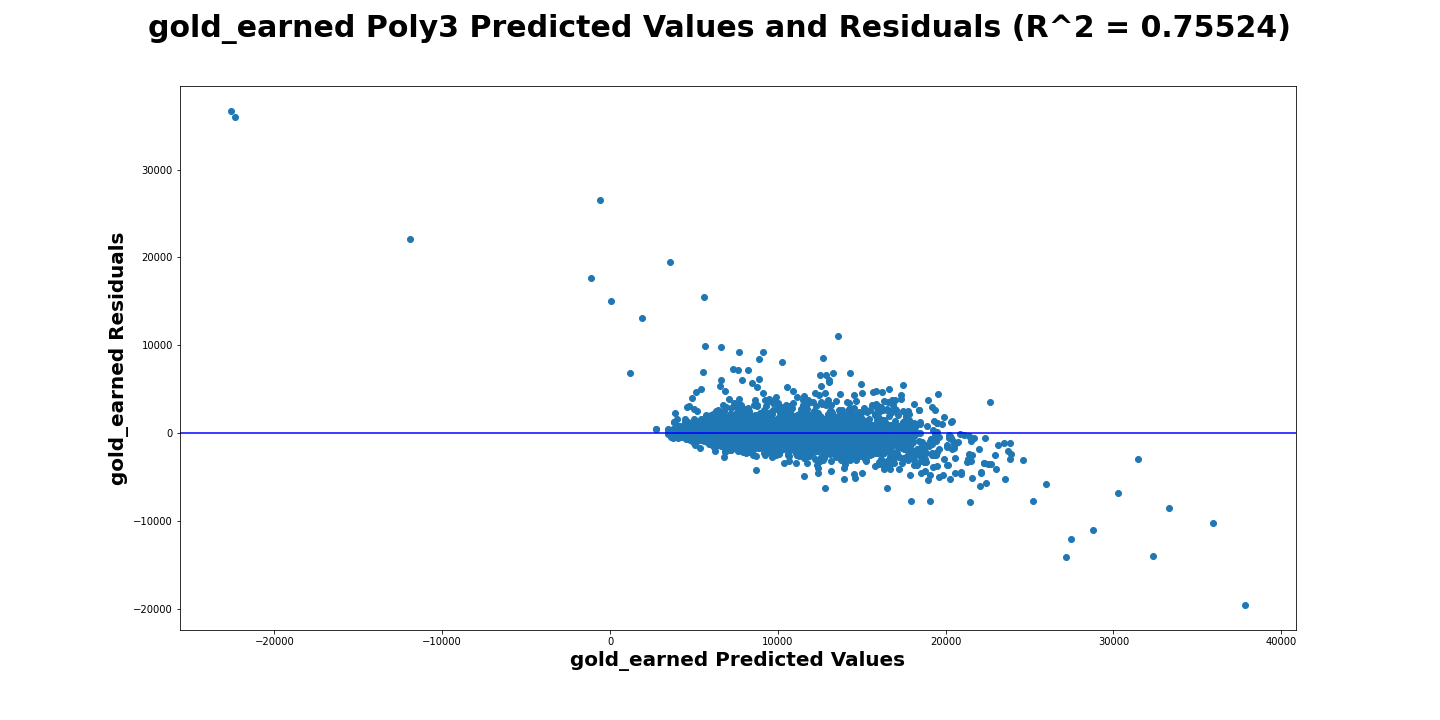 gold_earned Poly3 Predicted Values and Residuals (R^2 = 0.75524)
gold_earned Residuals
30000
20000
10000
0
−10000
−20000
−20000 −10000 0 10000 20000 30000 40000
gold_earned Predicted Values